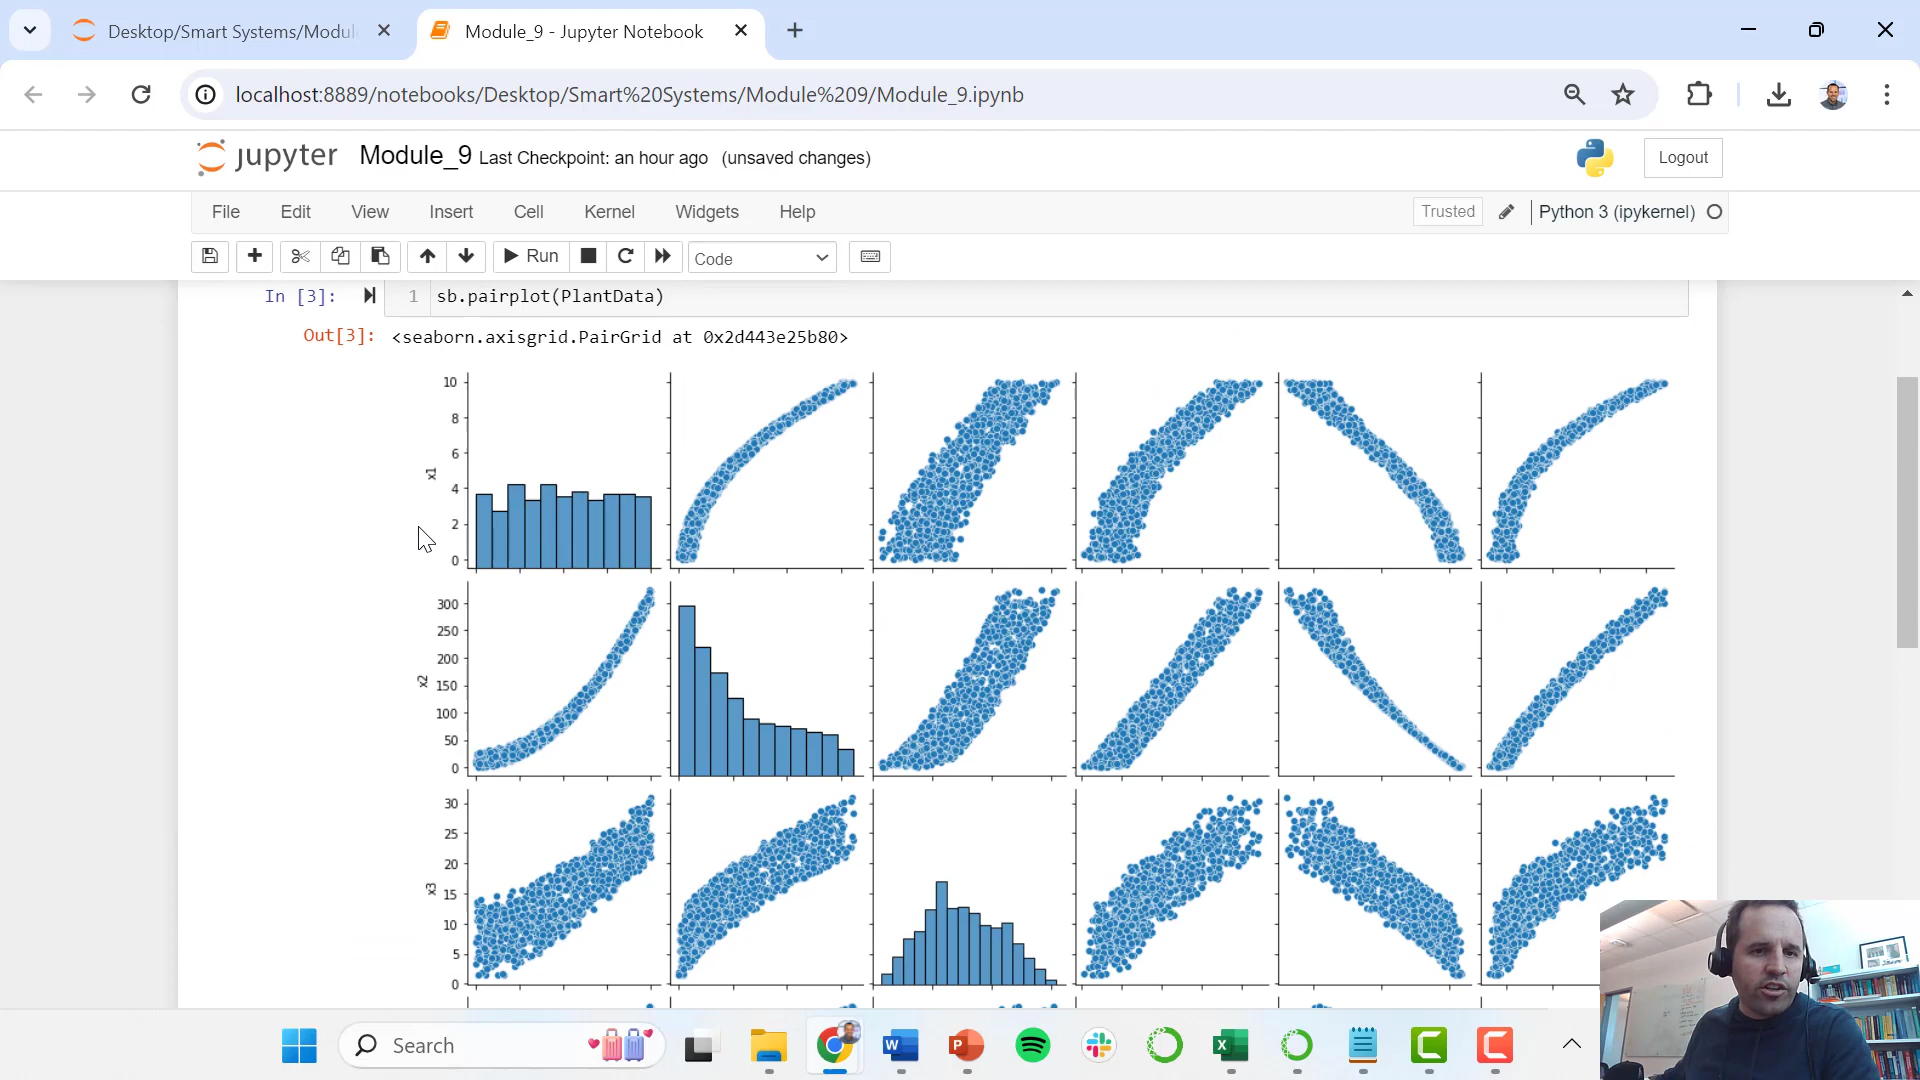 Desktop/Smart Systems/Modul
Module_9 - Jupyter Notebook
localhost:8889/notebooks/Desktop/Smart%20Systems/Module%209/Module_9.ipynb
jupyter Module_9 Last Checkpoint: an hour ago (unsaved changes)
Logout
File Edit View Insert Cell Kernel Widgets Help
Trusted Python 3 (ipykernel)
Run Code
In [3]: 1 sb.pairplot(PlantData)
Out[3]: <seaborn.axisgrid.PairGrid at 0x2d443e25b80>
10
8
6
x1
4
2
0
300
250
200
x2
150
100
50
0
30
25
20
x3
15
10
5
0
Search